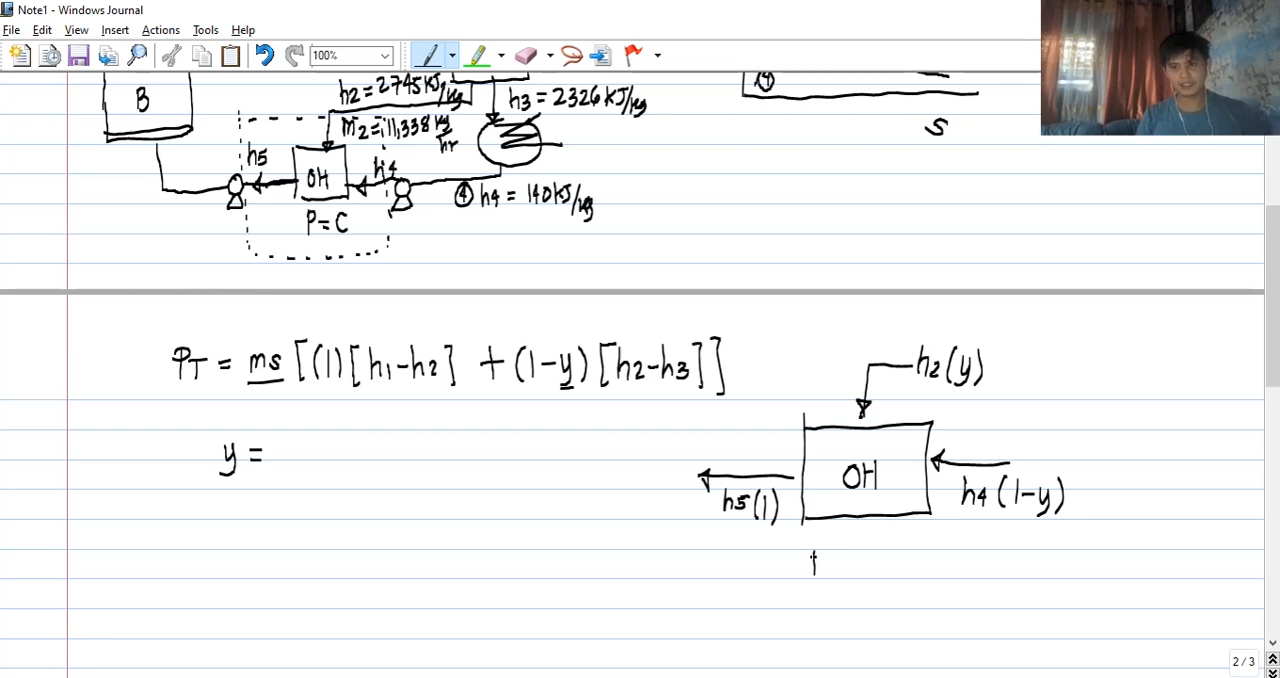 Note1 - Windows Journal
File Edit View Insert Actions Tools Help
100%
B
h2 = 2745 KJ/kg
h3 = 2326 KJ/kg
4
S
m2 = 11,338 kg/hr
h5
OH
h4
4 h4 = 140 KJ/kg
P = C
PT = ms [(1)[h1-h2] + (1-y)[h2-h3]]
h2(y)
y =
OH
h5(1)
h4(1-y)
2 / 3